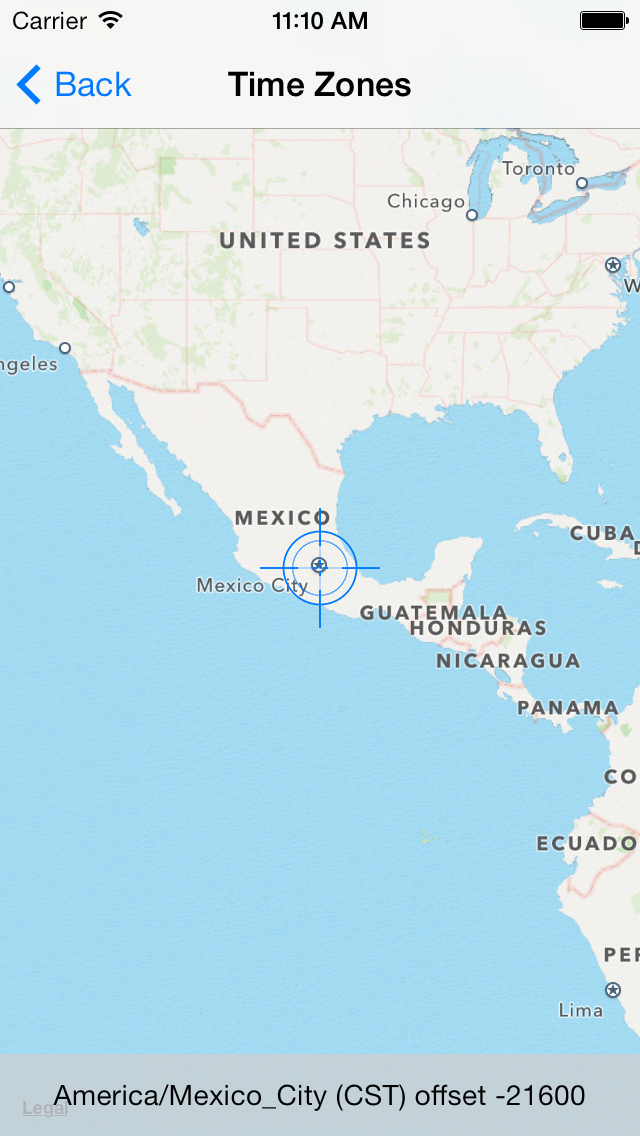 Carrier 11:10 AM
Back Time Zones
Toronto
Chicago
UNITED STATES
W
ngeles
MEXICO
CUBA
D
Mexico City
GUATEMALA
HONDURAS
NICARAGUA
PANAMA
CO
ECUADO
PER
Lima
America/Mexico_City (CST) offset -21600
Legal